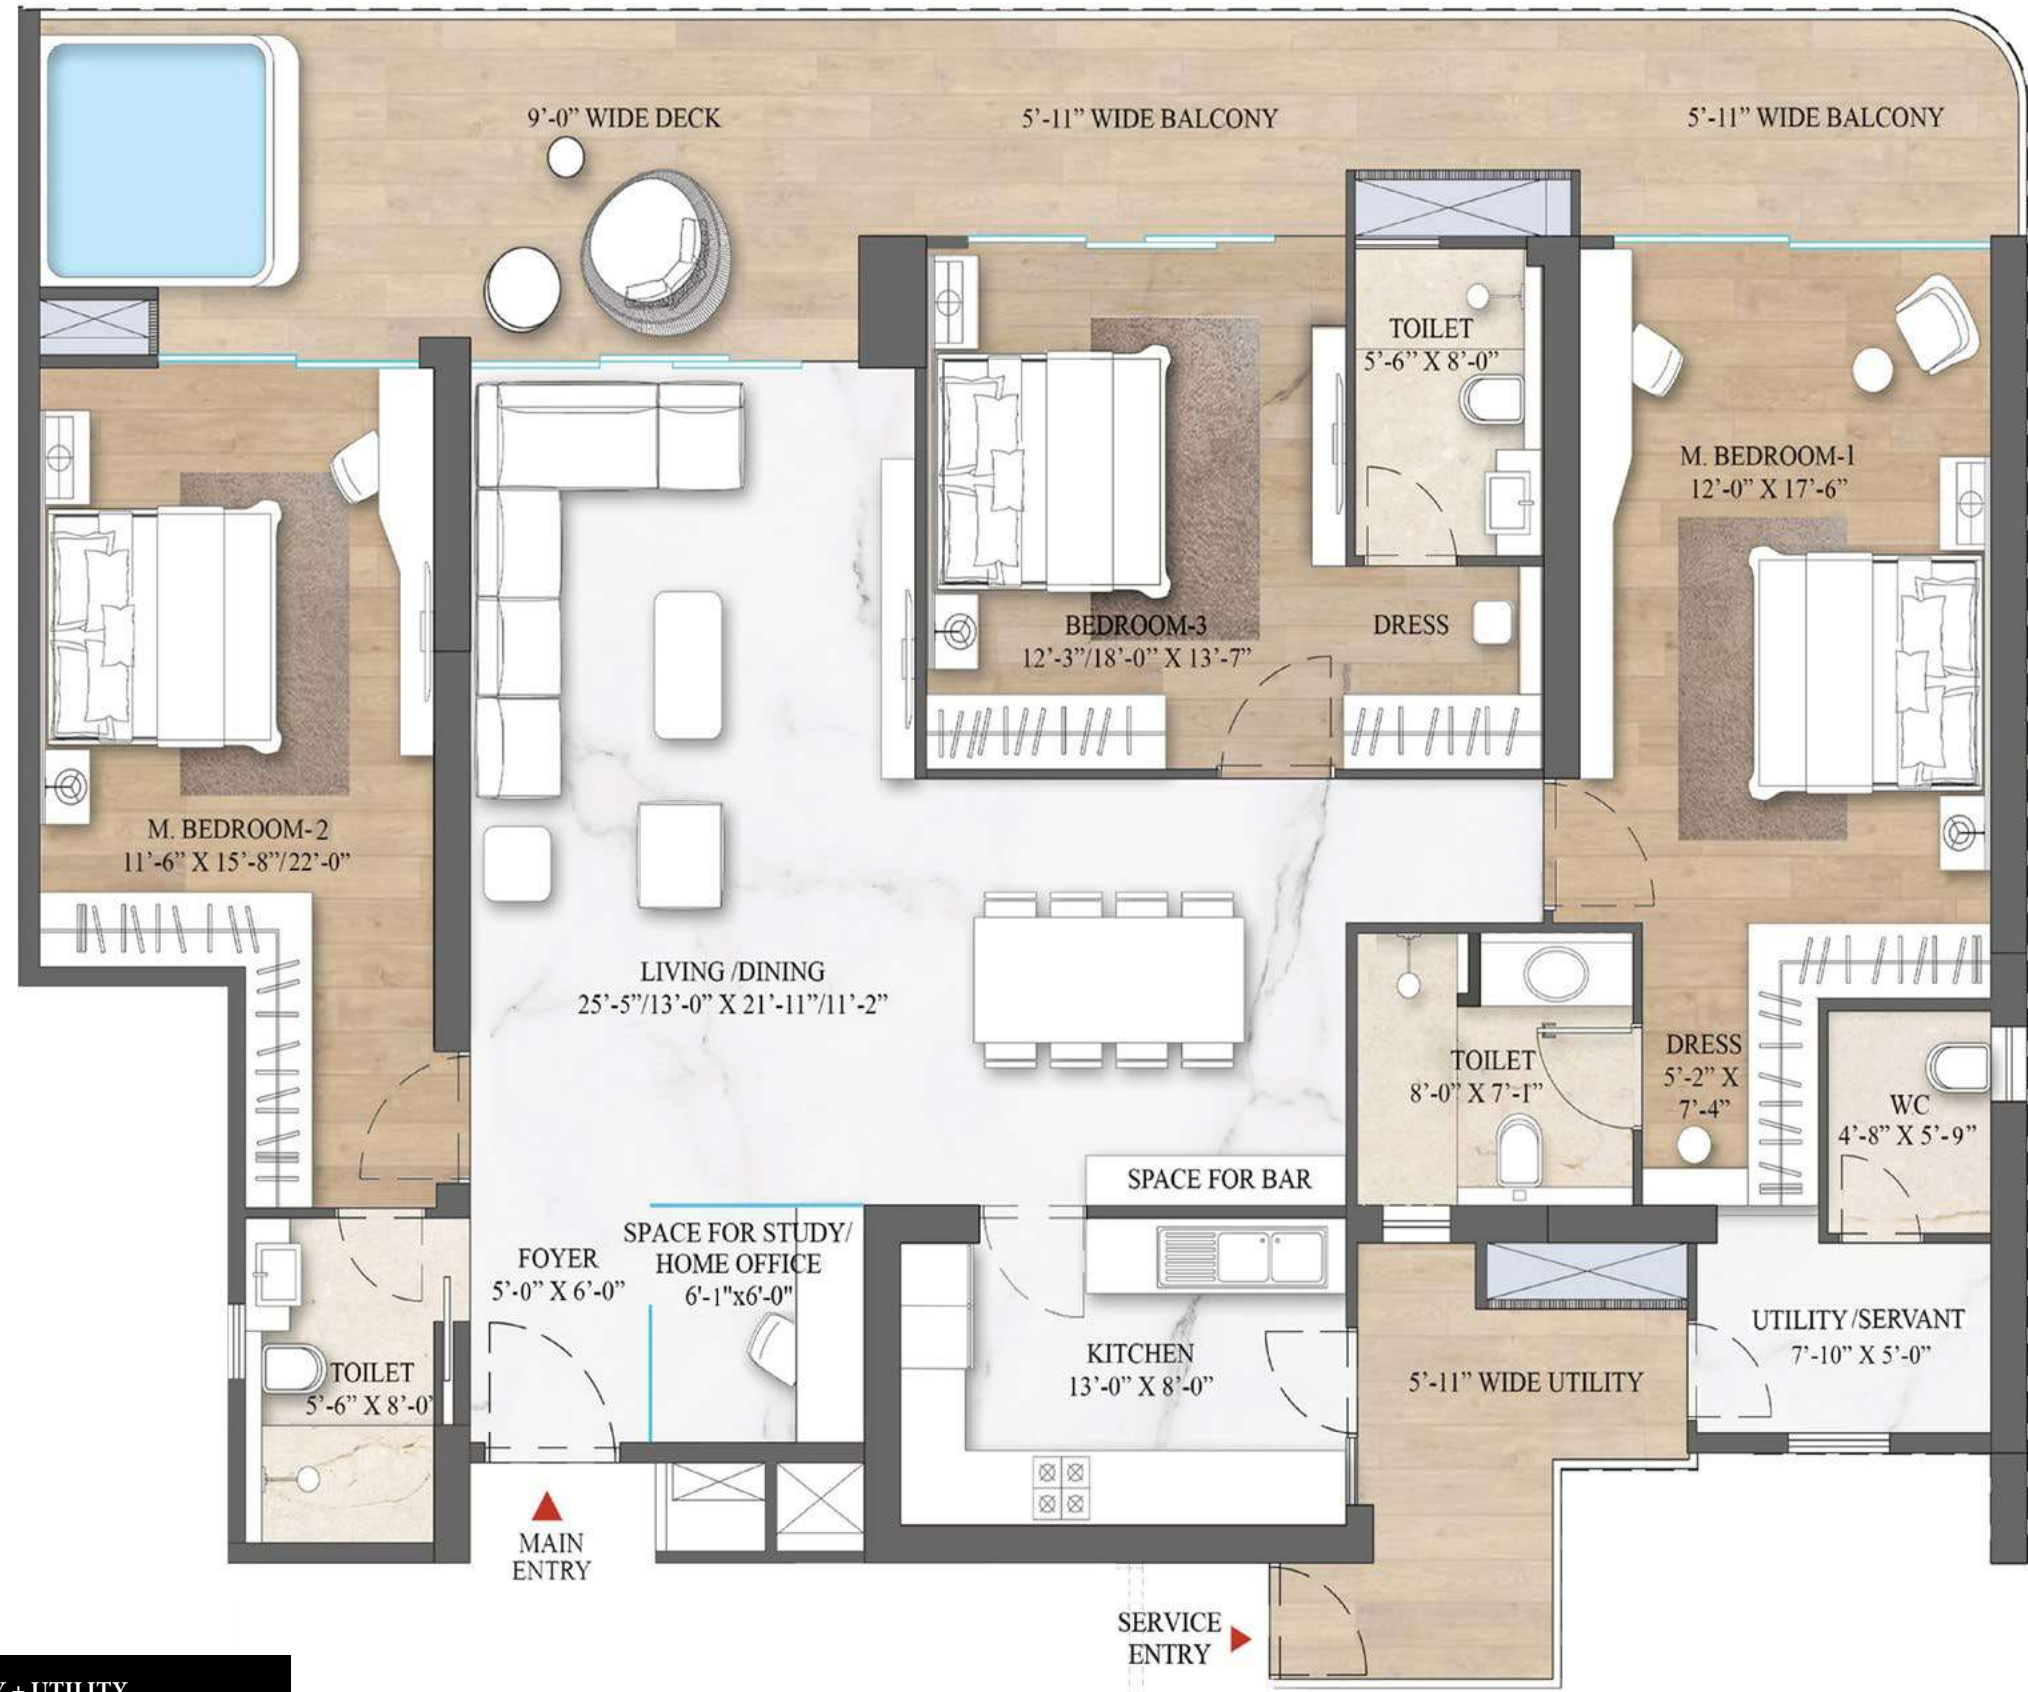 9'-0" WIDE DECK
5'-11" WIDE BALCONY
5'-11" WIDE BALCONY
TOILET
5'-6" X 8'-0"
M. BEDROOM-1
12'-0" X 17'-6"
BEDROOM-3
12'-3"/18'-0" X 13'-7"
DRESS
M. BEDROOM-2
11'-6" X 15'-8"/22'-0"
LIVING /DINING
25'-5"/13'-0" X 21'-11"/11'-2"
TOILET
8'-0" X 7'-1"
DRESS
5'-2" X
7'-4"
WC
4'-8" X 5'-9"
SPACE FOR BAR
FOYER
5'-0" X 6'-0"
SPACE FOR STUDY/
HOME OFFICE
6'-1"x6'-0"
TOILET
5'-6" X 8'-0"
KITCHEN
13'-0" X 8'-0"
5'-11" WIDE UTILITY
UTILITY /SERVANT
7'-10" X 5'-0"
MAIN
ENTRY
SERVICE
ENTRY
+ UTILITY